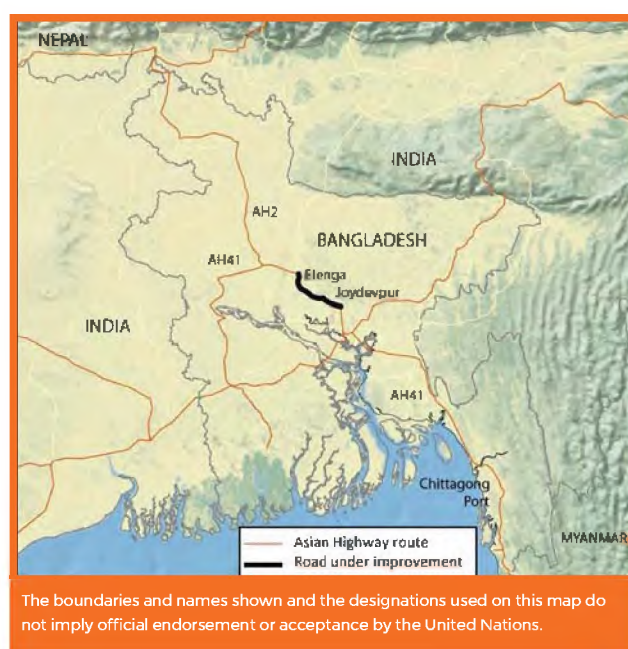 NEPAL
INDIA
AH2
BANGLADESH
AH41
Elenga
Joydevpur
INDIA
AH41
Chittagong
Port
MYANMAR
Asian Highway route
Road under improvement
The boundaries and names shown and the designations used on this map do
not imply official endorsement or acceptance by the United Nations.